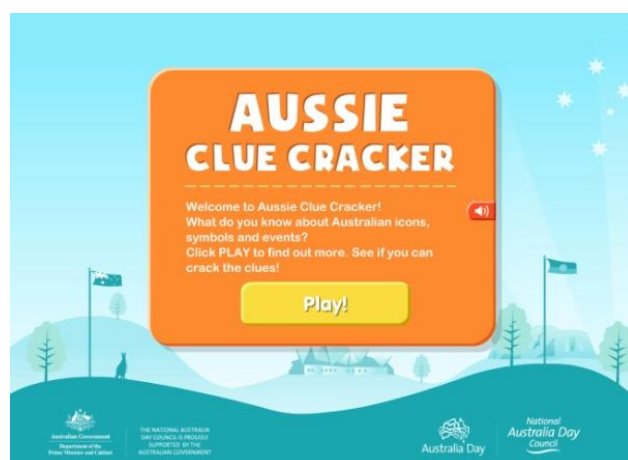 AUSSIE
CLUE CRACKER
Welcome to Aussie Clue Cracker!
What do you know about Australian icons,
symbols and events?
Click PLAY to find out more. See if you can
crack the clues!
Play!
Australian Government
Department of the
Prime Minister and Cabinet
THE NATIONAL AUSTRALIA
DAY COUNCIL IS PROUDLY
SUPPORTED BY THE
AUSTRALIAN GOVERNMENT
Australia Day
National
Australia Day
Council